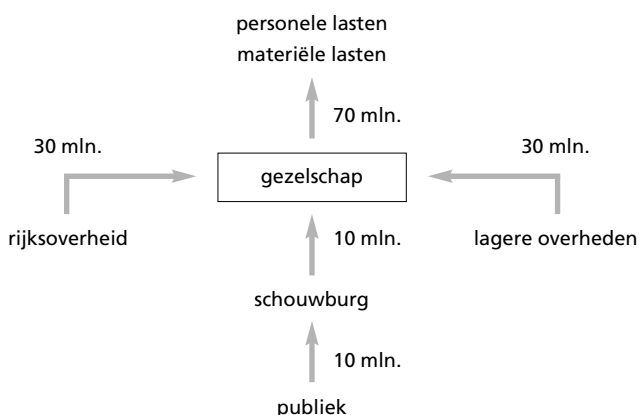 personele lasten
materiële lasten
70 mln.
30 mln.
30 mln.
gezelschap
rijksoverheid
10 mln.
lagere overheden
schouwburg
10 mln.
publiek